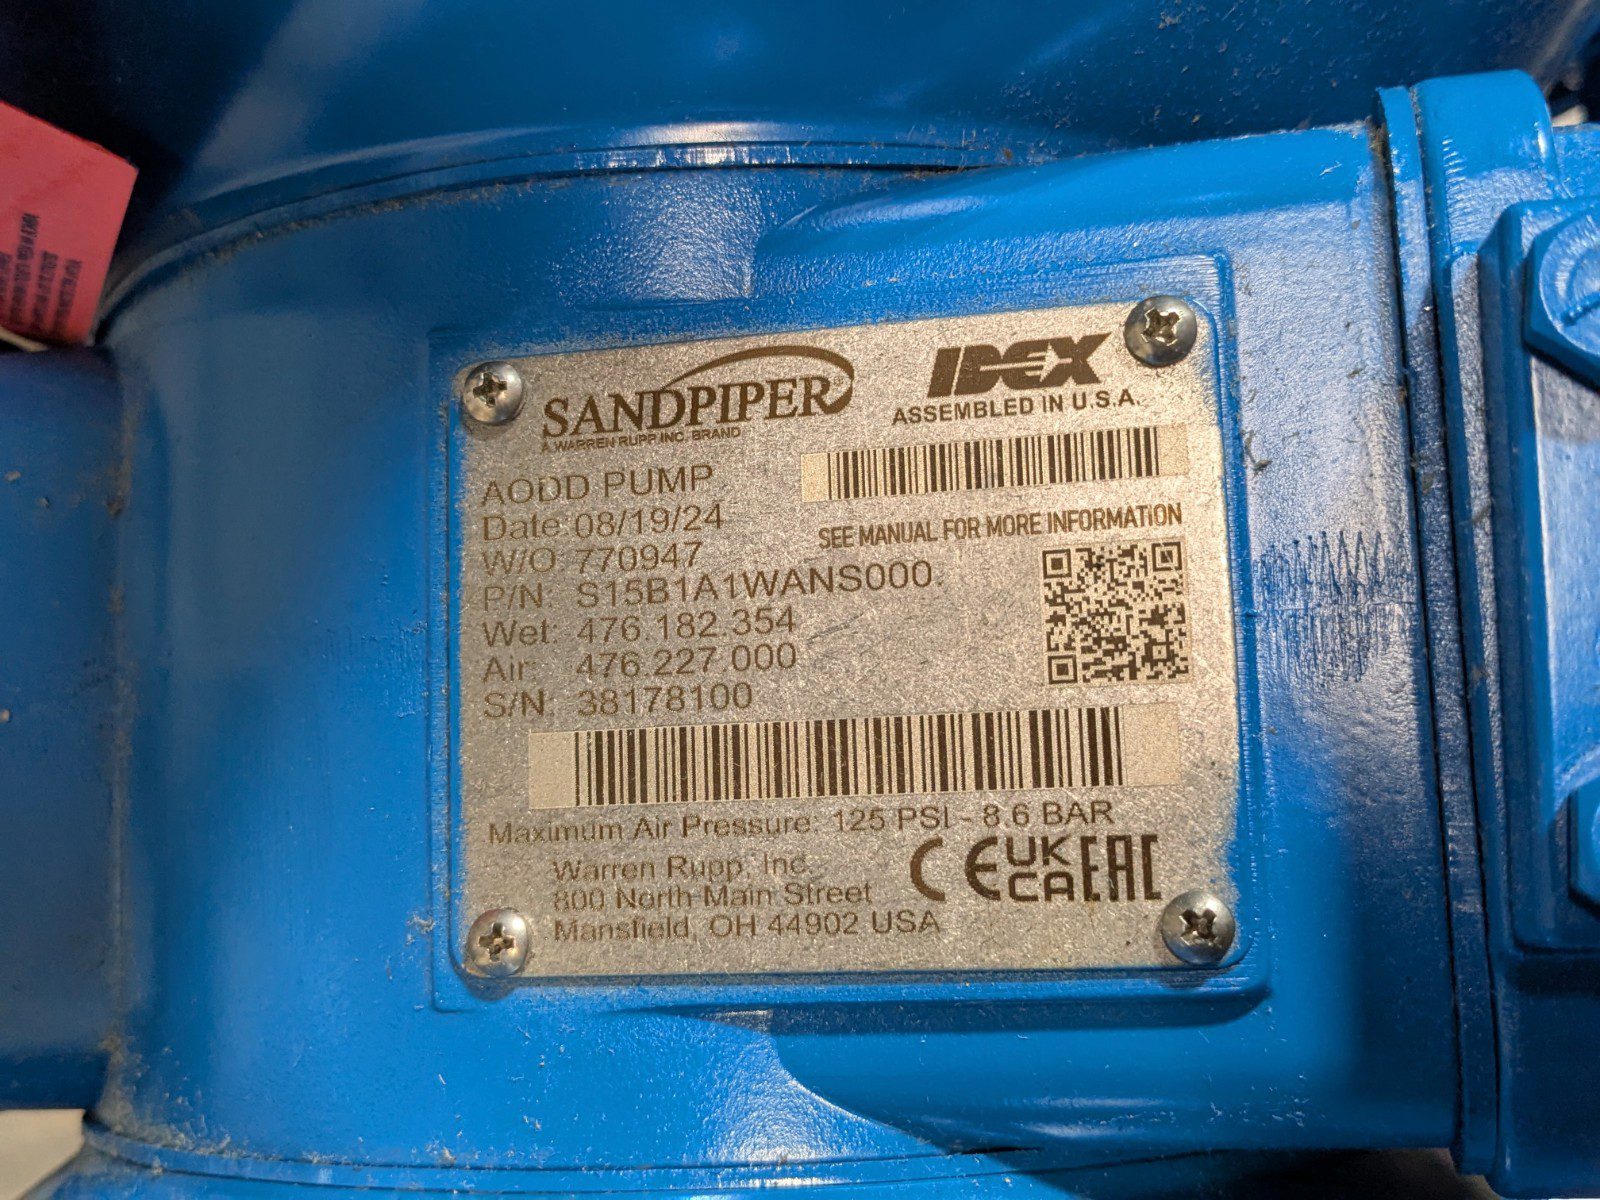 SANDPIPER
A WARREN RUPP INC. BRAND
IDEX
ASSEMBLED IN U.S.A.
AODD PUMP
Date: 08/19/24
SEE MANUAL FOR MORE INFORMATION
W/O: 770947
P/N: S15B1A1WANS000.
Wet: 476.182.354
Air: 476.227.000
S/N: 38178100
Maximum Air Pressure: 125 PSI - 8.6 BAR
Warren Rupp, Inc.
800 North Main Street
Mansfield, OH 44902 USA
CE UK CA EAC